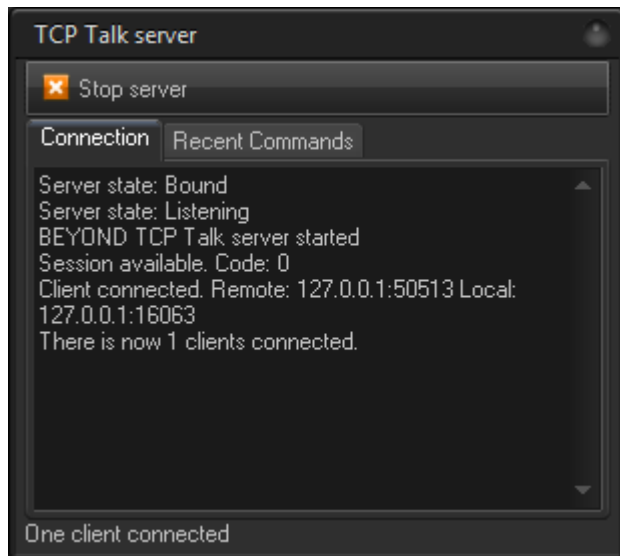 TCP Talk server
Stop server
Connection
Recent Commands
Server state: Bound
Server state: Listening
BEYOND TCP Talk server started
Session available. Code: 0
Client connected. Remote: 127.0.0.1:50513 Local:
127.0.0.1:16063
There is now 1 clients connected.
One client connected